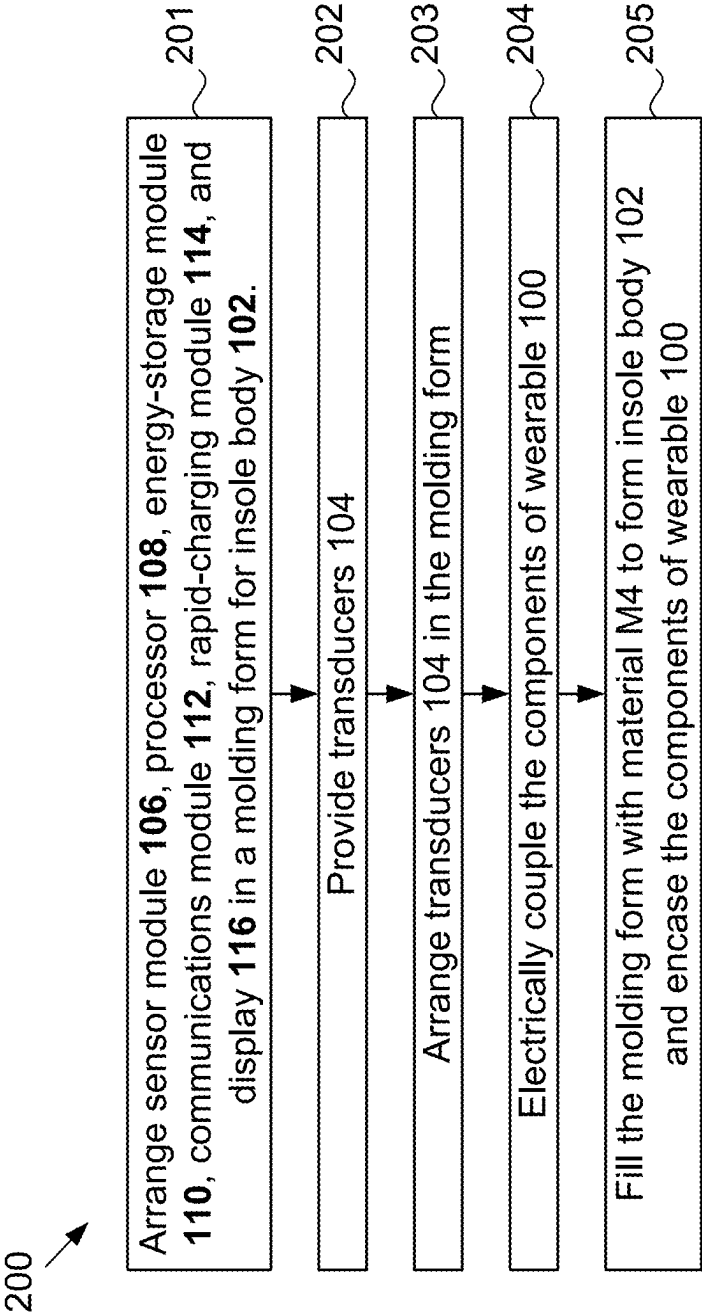 200
Arrange sensor module 106, processor 108, energy-storage module
110, communications module 112, rapid-charging module 114, and
display 116 in a molding form for insole body 102.
201
Provide transducers 104
202
Arrange transducers 104 in the molding form
203
Electrically couple the components of wearable 100
204
Fill the molding form with material M4 to form insole body 102
and encase the components of wearable 100
205